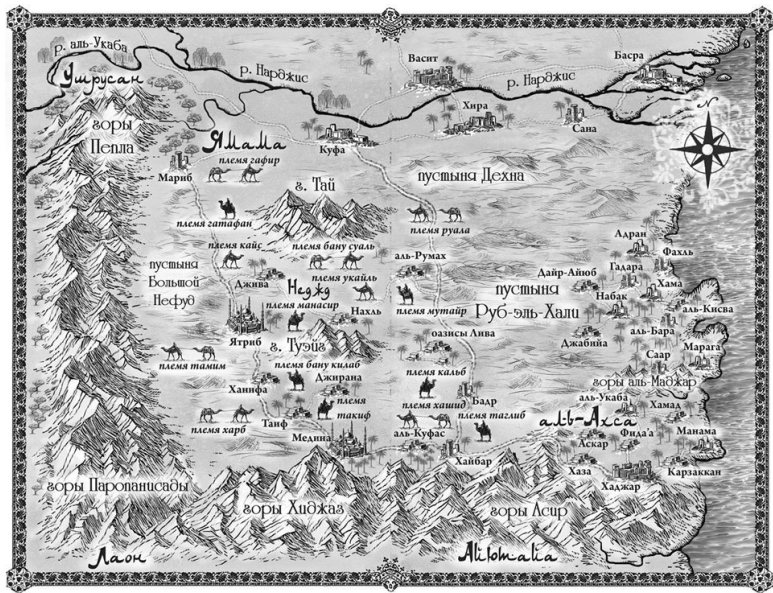 р. аль-Укаба
Ушрусан
р. Нарджис
Васит
р. Нарджис
Басра
горы
Пепла
Ямама
племя гафир
Мариб
Куфа
Хира
Сана
N
г. Тай
пустыня Дехна
племя гатафан
племя руала
племя кайс
племя бану суаль
пустыня
Большой
Нефуд
Джива
племя укайль
Неджд
племя манасир
Нахль
аль-Румах
племя мутайр
пустыня
Руб-эль-Хали
Адран
Фахль
Гадара
Дайр-Айюб
Хама
Набак
аль-Кисва
аль-Бара
Джабийа
Марага
Саар
Ятриб
г. Туэйг
оазисы Лива
племя тамим
племя бану килаб
Ханифа
Джирана
племя
такиф
племя кальб
племя хашид
Бадр
племя таглиб
горы аль-Маджар
аль-Укаба
Хамад
аль-Ахса
племя харб
Таиф
Медина
аль-Куфас
Хайбар
Аскар
Фида'а
Манама
Хаза
Хаджар
Карзаккан
горы Паропанисады
горы Хиджаз
горы Асир
Лаон